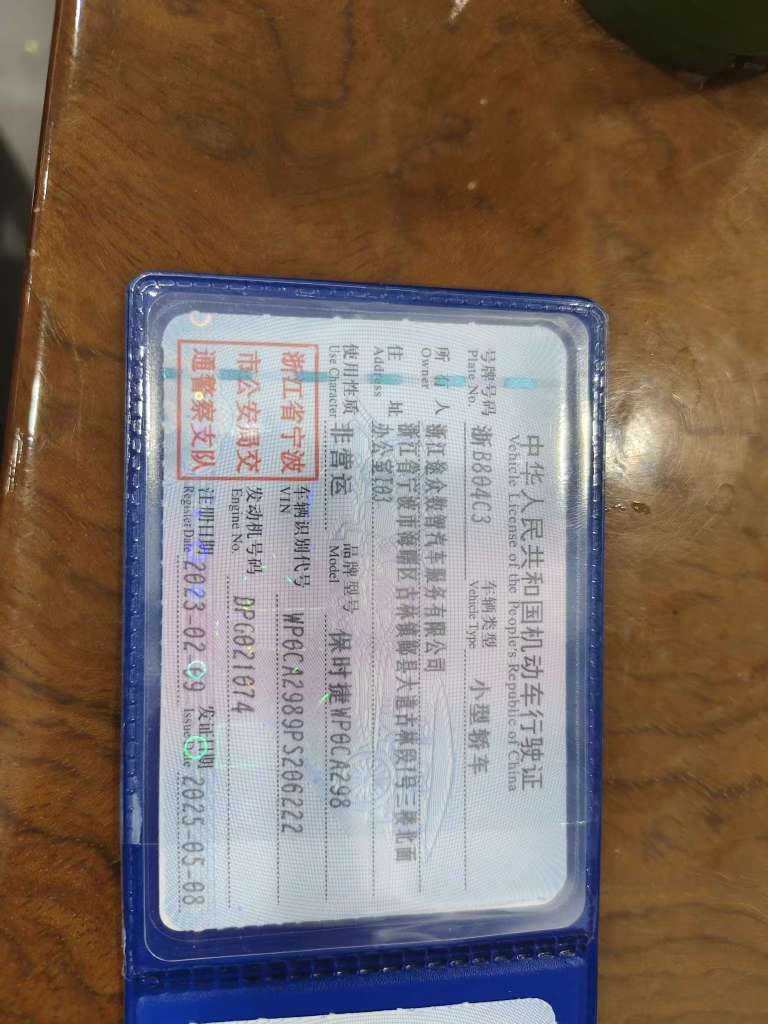 中华人民共和国机动车行驶证
Vehicle License of the People's Republic of China
号牌号码 浙B804C3 车辆类型 小型轿车
Plate No. Vehicle Type
所有人 浙江 众数智汽车服务有限公司
Owner
住址 浙江省宁波市海曙区古林镇鄞县大道古林段 号三楼北面
Address 办公室103
使用性质 非营运 品牌型号 保时捷WP0CA298
Use Character Model
浙江省宁波
市公安局交
通警察支队
车辆识别代号 WP0CA2989PS206222
VIN
发动机号码 DPG021074
Engine No.
注册日期 2023-02-09 发证日期 2025-05-08
Register Date Issue Date